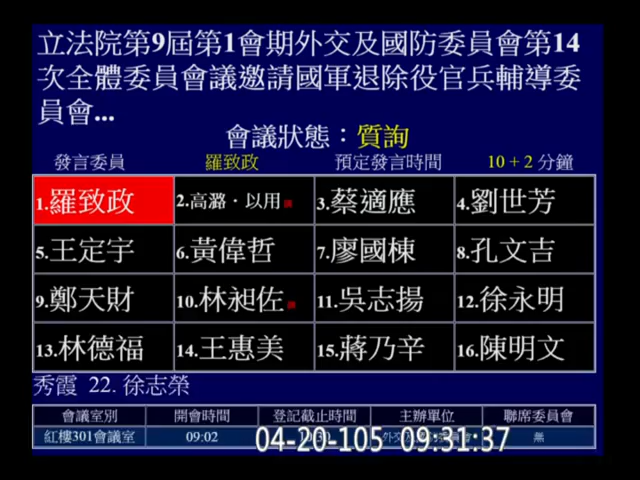 立法院第9屆第1會期外交及國防委員會第14
次全體委員會議邀請國軍退除役官兵輔導委
員會...
會議狀態：質詢
發言委員 羅致政 預定發言時間 10 + 2 分鐘
1.羅致政 2.高潞．以用 3.蔡適應 4.劉世芳
5.王定宇 6.黃偉哲 7.廖國棟 8.孔文吉
9.鄭天財 10.林昶佐 11.吳志揚 12.徐永明
13.林德福 14.王惠美 15.蔣乃辛 16.陳明文
秀霞 22. 徐志榮
會議室別 開會時間 登記截止時間 主辦單位 聯席委員會
紅樓301會議室 09:02 無
04-20-105 09:31:37